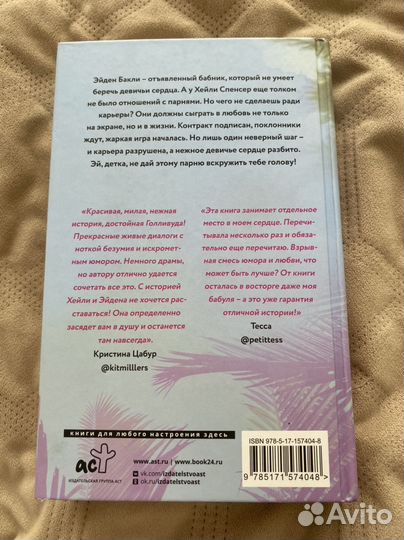 Эйден Бакли – отъявленный бабник, который не умеет
беречь девичьи сердца. А у Хейли Спенсер еще толком
не было отношений с парнями. Но чего не сделаешь ради
карьеры? Они должны сыграть в любовь не только
на экране, но и в жизни. Контракт подписан, поклонники
ждут, жаркая игра началась. Но лишь один неверный шаг –
и карьера разрушена, а нежное девичье сердце разбито.
Эй, детка, не дай этому парню вскружить тебе голову!
«Красивая, милая, нежная
история, достойная Голливуда!
Прекрасные живые диалоги с
ноткой безумия и искромет-
ным юмором. Немного драмы,
но автору отлично удается
сочетать все это. С историей
Хейли и Эйдена не хочется рас-
ставаться! Она определенно
засядет вам в душу и останется
там навсегда».
Кристина Цабур
@kitmilllers
«Эта книга занимает отдельное
место в моем сердце. Перечи-
тывала несколько раз и обяза-
тельно еще перечитаю. Взрыв-
ная смесь юмора и любви, что
может быть лучше? От книги
осталась в восторге даже моя
бабуля – а это уже гарантия
отличной истории!»
Тесса
@petittess
книги для любого настроения здесь
аст
ИЗДАТЕЛЬСКАЯ ГРУППА АСТ
www.ast.ru | www.book24.ru
vk.com/izdatelstvoast
ok.ru/izdatelstvoast
ISBN 978-5-17-157404-8
9 785171 574048 >
Avito